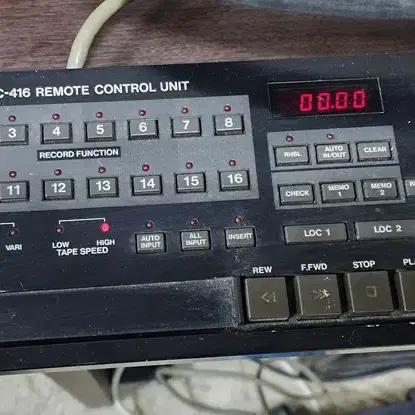 C-416 REMOTE CONTROL UNIT
00.00
3 4 5 6 7 8
RECORD FUNCTION
RHSL AUTO IN/OUT CLEAR
11 12 13 14 15 16
CHECK MEMO 1 MEMO 2
VARI LOW HIGH
TAPE SPEED
AUTO INPUT ALL INPUT INSERT
LOC 1 LOC 2
REW F.FWD STOP